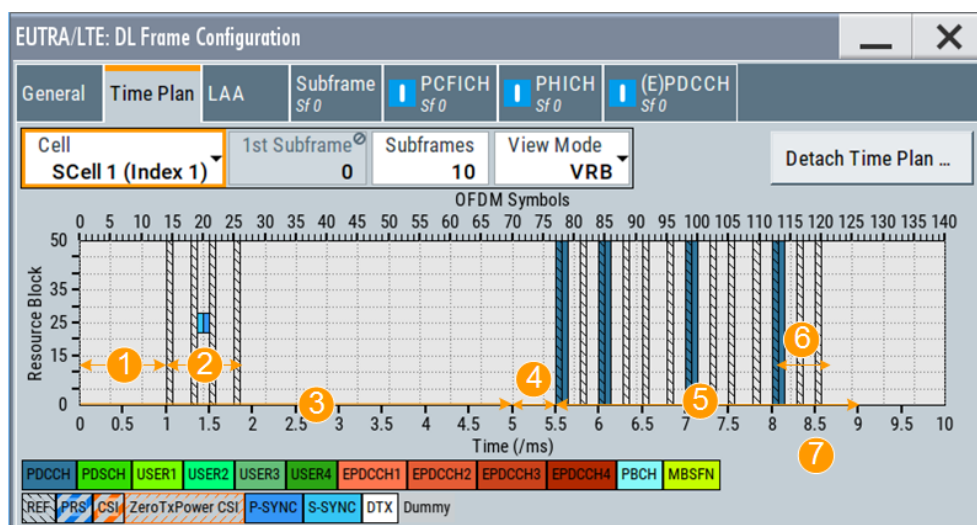 EUTRA/LTE: DL Frame Configuration
General Time Plan LAA Subframe Sf 0 PCFICH Sf 0 PHICH Sf 0 (E)PDCCH Sf 0
Cell 1st Subframe Subframes View Mode
SCell 1 (Index 1) 0 10 VRB
Detach Time Plan ...
OFDM Symbols
0 5 10 15 20 25 30 35 40 45 50 55 60 65 70 75 80 85 90 95 100 105 110 115 120 125 130 135 140
Resource Block
50
35
25
15
0
1 2 3 4 5 6 7
0 0.5 1 1.5 2 2.5 3 3.5 4 4.5 5 5.5 6 6.5 7 7.5 8 8.5 9 9.5 10
Time (/ms)
PDCCH PDSCH USER1 USER2 USER3 USER4 EPDCCH1 EPDCCH2 EPDCCH3 EPDCCH4 PBCH MBSFN
REF PRS CSI ZeroTxPower CSI P-SYNC S-SYNC DTX Dummy